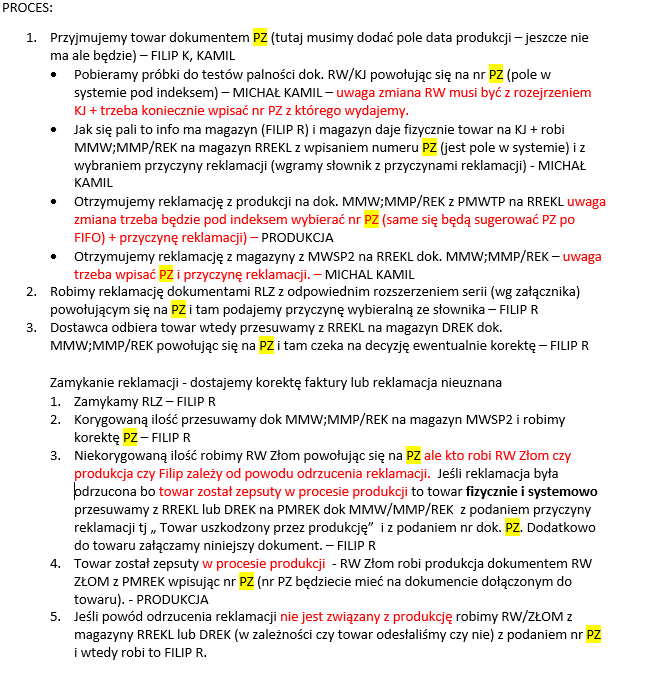 PROCES:
1. Przyjmujemy towar dokumentem PZ (tutaj musimy dodać pole data produkcji – jeszcze nie
ma ale będzie) – FILIP K, KAMIL
• Pobieramy próbki do testów palności dok. RW/KJ powołując się na nr PZ (pole w
systemie pod indeksem) – MICHAŁ KAMIL – uwaga zmiana RW musi być z rozejrzeniem
KJ + trzeba koniecznie wpisać nr PZ z którego wydajemy.
• Jak się pali to info ma magazyn (FILIP R) i magazyn daje fizycznie towar na KJ + robi
MMW;MMP/REK na magazyn RREKL z wpisaniem numeru PZ (jest pole w systemie) i z
wybraniem przyczyny reklamacji (wgramy słownik z przyczynami reklamacji) - MICHAŁ
KAMIL
• Otrzymujemy reklamację z produkcji na dok. MMW;MMP/REK z PMWTP na RREKL uwaga
zmiana trzeba będzie pod indeksem wybierać nr PZ (same się będą sugerować PZ po
FIFO) + przyczynę reklamacji) – PRODUKCJA
• Otrzymujemy reklamację z magazyny z MWSP2 na RREKL dok. MMW;MMP/REK – uwaga
trzeba wpisać PZ i przyczynę reklamacji. – MICHAL KAMIL
2. Robimy reklamację dokumentami RLZ z odpowiednim rozszerzeniem serii (wg załącznika)
powołującym się na PZ i tam podajemy przyczynę wybieralną ze słownika – FILIP R
3. Dostawca odbiera towar wtedy przesuwamy z RREKL na magazyn DREK dok.
MMW;MMP/REK powołując się na PZ i tam czeka na decyzję ewentualnie korektę – FILIP R
Zamykanie reklamacji - dostajemy korektę faktury lub reklamacja nieuznana
1. Zamykamy RLZ – FILIP R
2. Korygowaną ilość przesuwamy dok MMW;MMP/REK na magazyn MWSP2 i robimy
korektę PZ – FILIP R
3. Niekorygowaną ilość robimy RW Złom powołując się na PZ ale kto robi RW Złom czy
produkcja czy Filip zależy od powodu odrzucenia reklamacji. Jeśli reklamacja była
odrzucona bo towar został zepsuty w procesie produkcji to towar fizycznie i systemowo
przesuwamy z RREKL lub DREK na PMREK dok MMW/MMP/REK z podaniem przyczyny
reklamacji tj „ Towar uszkodzony przez produkcję” i z podaniem nr dok. PZ. Dodatkowo
do towaru załączamy niniejszy dokument. – FILIP R
4. Towar został zepsuty w procesie produkcji - RW Złom robi produkcja dokumentem RW
ZŁOM z PMREK wpisując nr PZ (nr PZ będziecie mieć na dokumencie dołączonym do
towaru). - PRODUKCJA
5. Jeśli powód odrzucenia reklamacji nie jest związany z produkcję robimy RW/ZŁOM z
magazyny RREKL lub DREK (w zależności czy towar odesłaliśmy czy nie) z podaniem nr PZ
i wtedy robi to FILIP R.